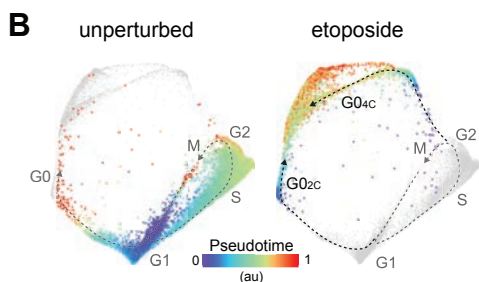 B
unperturbed
etoposide
G0
M
G2
S
G1
G0₄C
G0₂C
M
G2
S
G1
Pseudotime
0
1
(au)